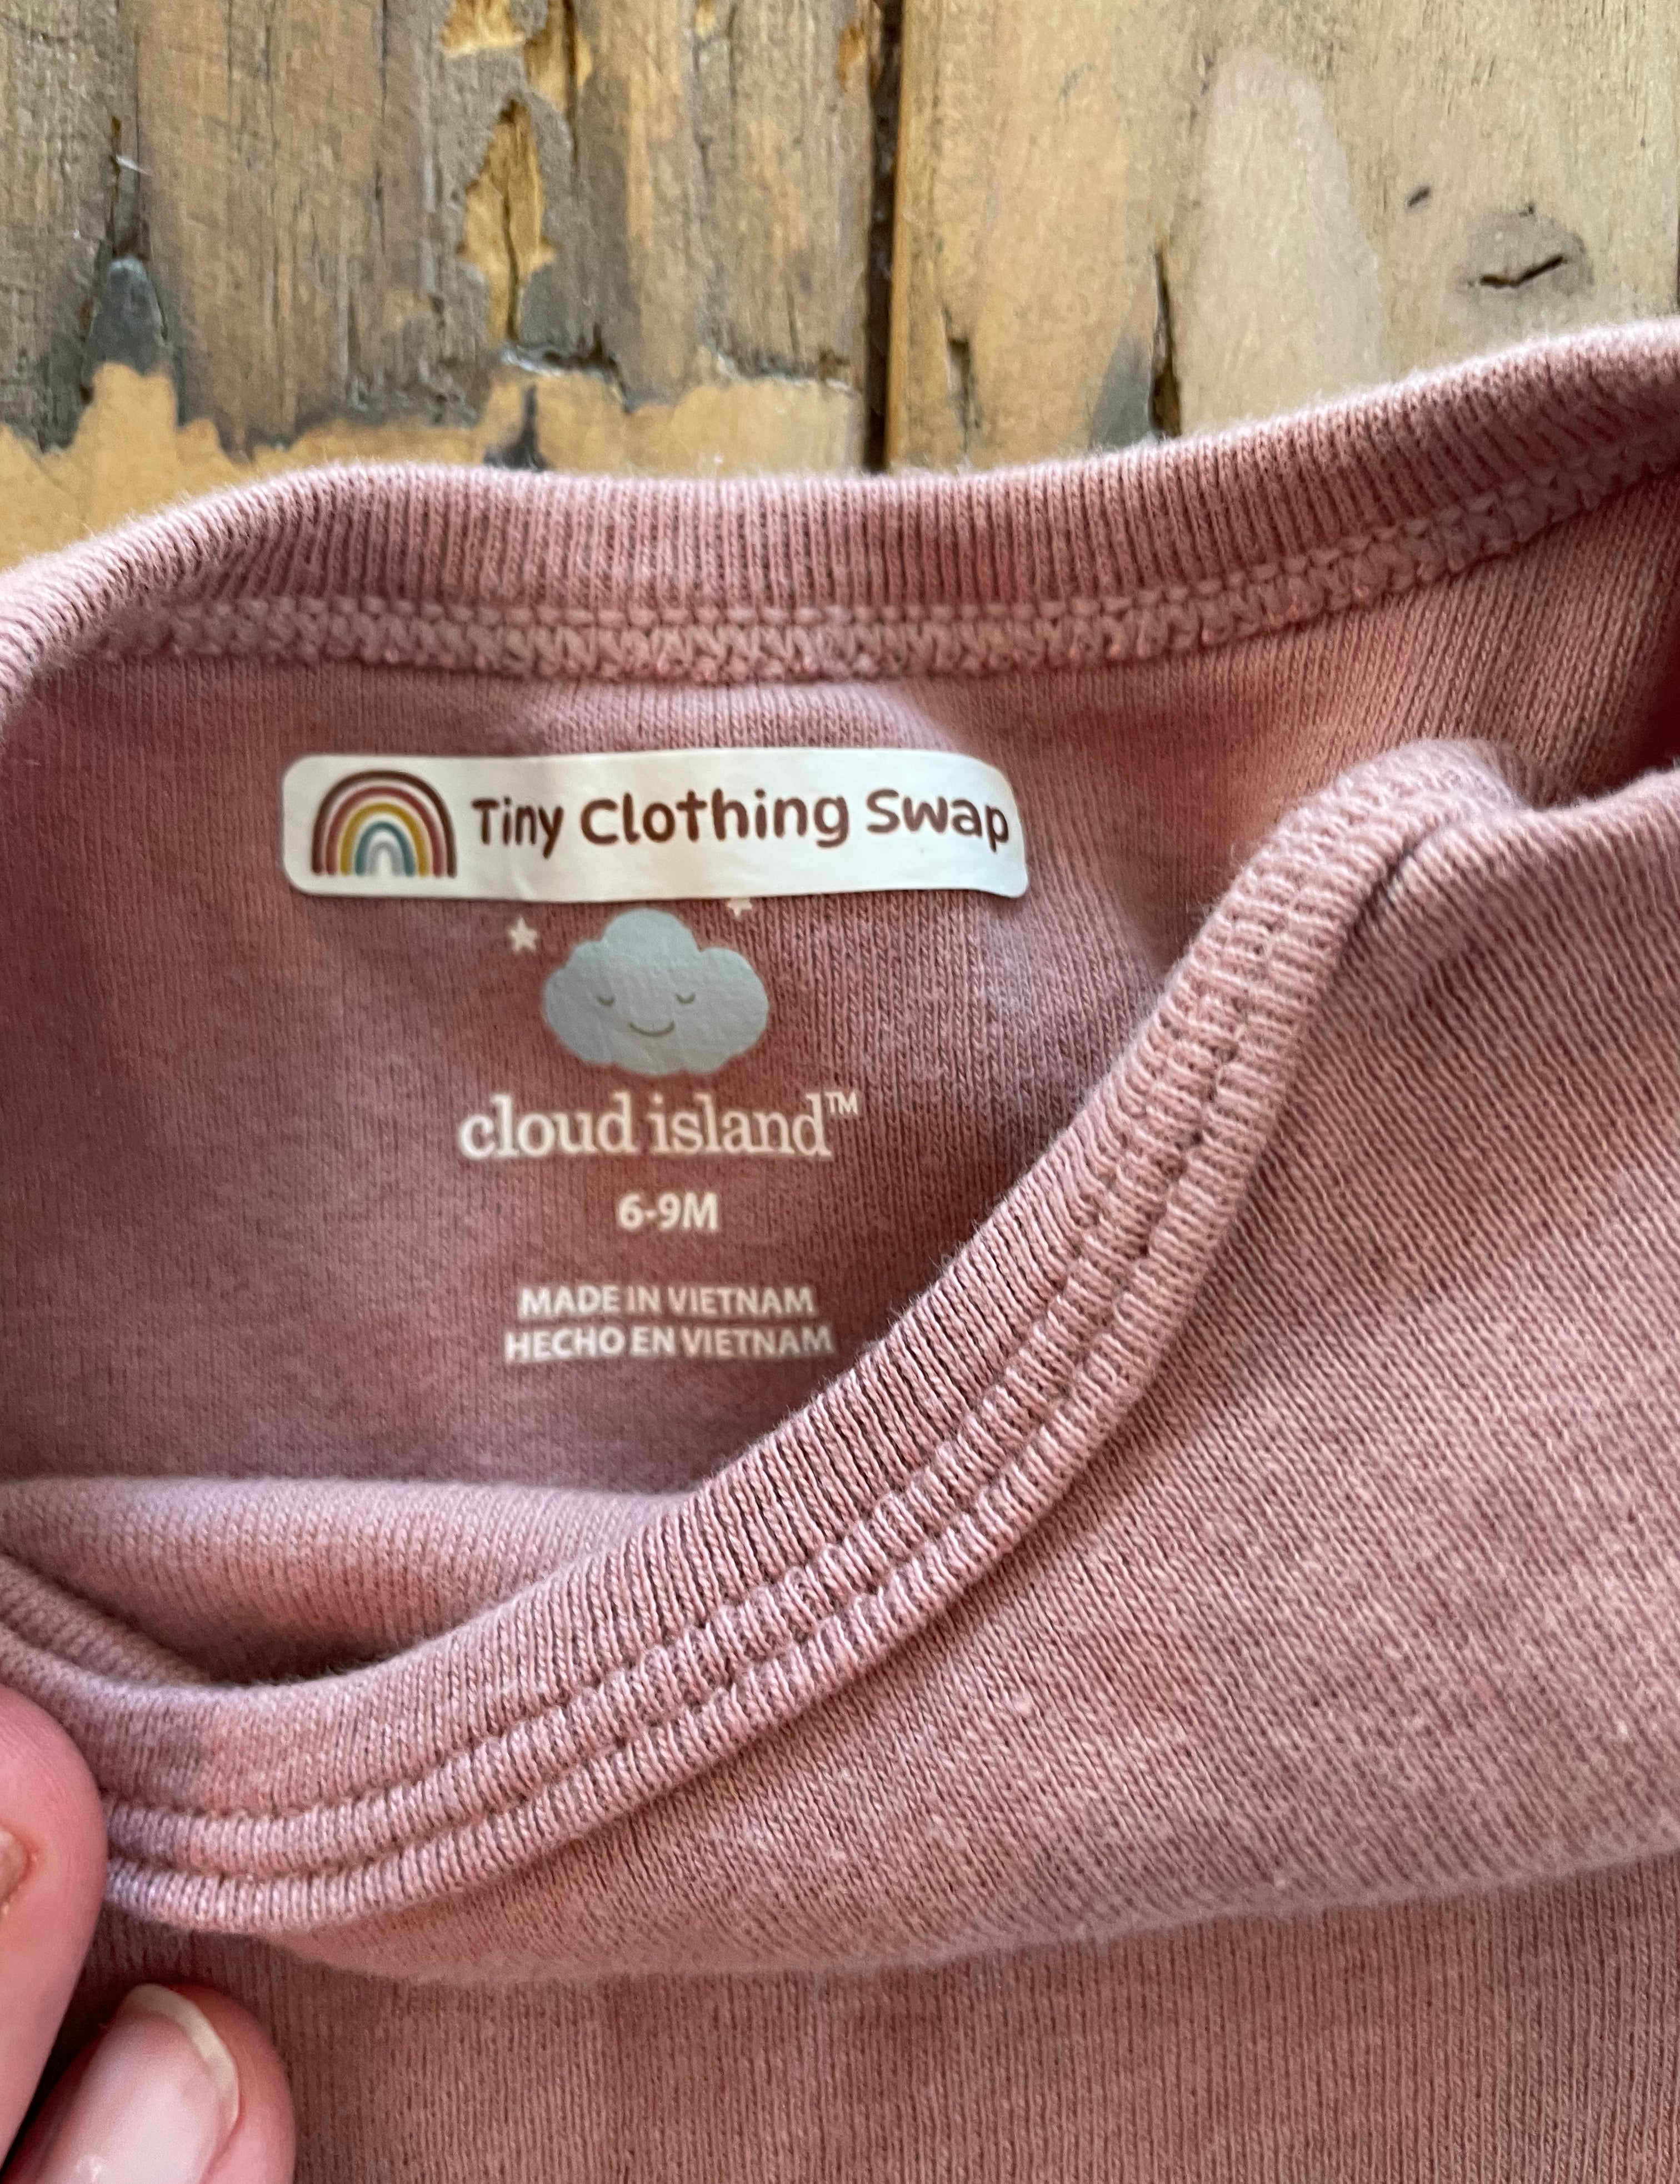 Tiny Clothing Swap
cloud island™
6-9M
MADE IN VIETNAM
HECHO EN VIETNAM